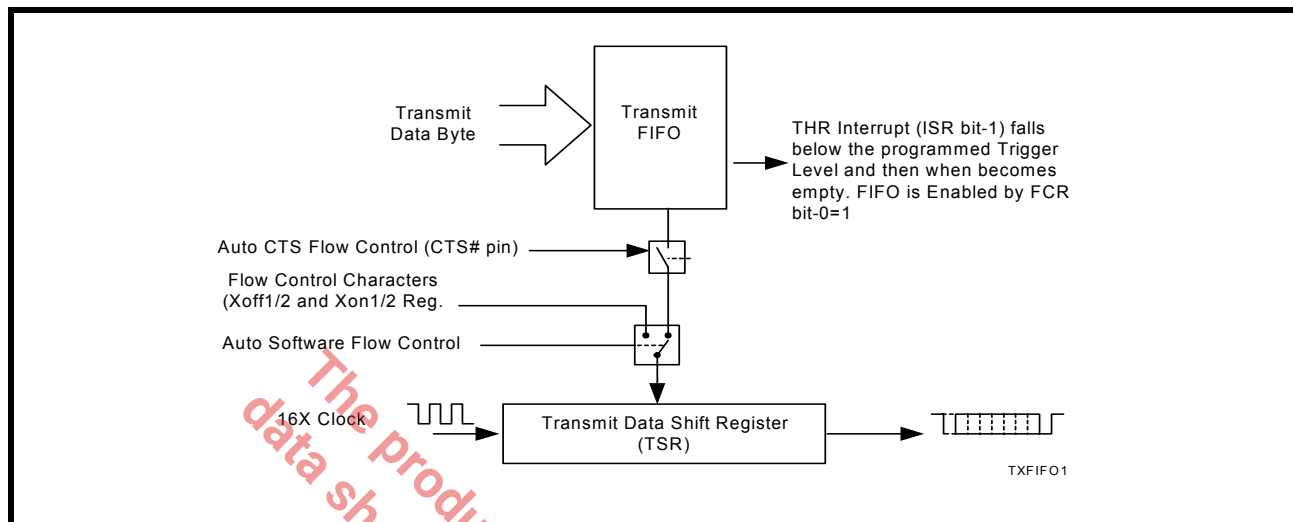 Transmit
Data Byte
Transmit
FIFO
THR Interrupt (ISR bit-1) falls
below the programmed Trigger
Level and then when becomes
empty. FIFO is Enabled by FCR
bit-0=1
Auto CTS Flow Control (CTS# pin)
Flow Control Characters
(Xoff1/2 and Xon1/2 Reg.
Auto Software Flow Control
16X Clock
Transmit Data Shift Register
(TSR)
TXFIFO1
The
data